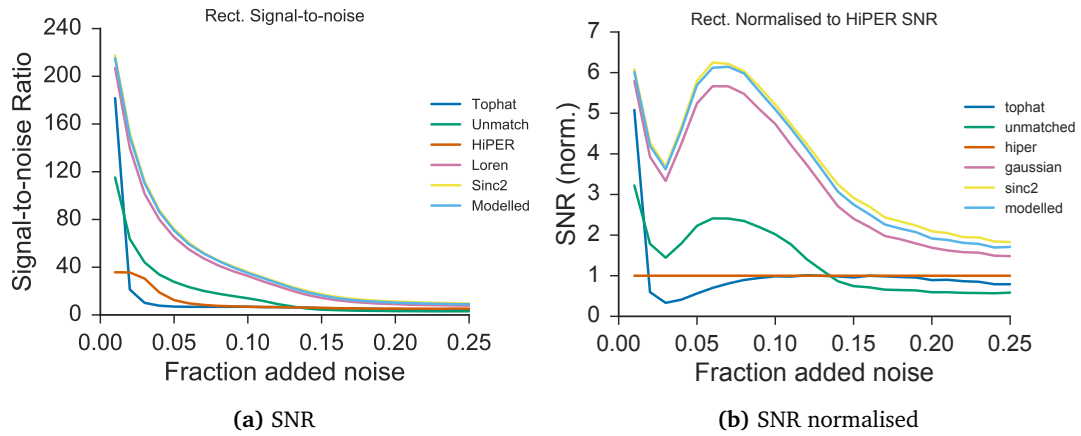 Rect. Signal-to-noise
240
200
160
120
80
40
0
0.00 0.05 0.10 0.15 0.20 0.25
Signal-to-noise Ratio
Fraction added noise
Tophat
Unmatch
HiPER
Loren
Sinc2
Modelled
(a) SNR
Rect. Normalised to HiPER SNR
7
6
5
4
3
2
1
0
0.00 0.05 0.10 0.15 0.20 0.25
SNR (norm.)
Fraction added noise
tophat
unmatched
hiper
gaussian
sinc2
modelled
(b) SNR normalised